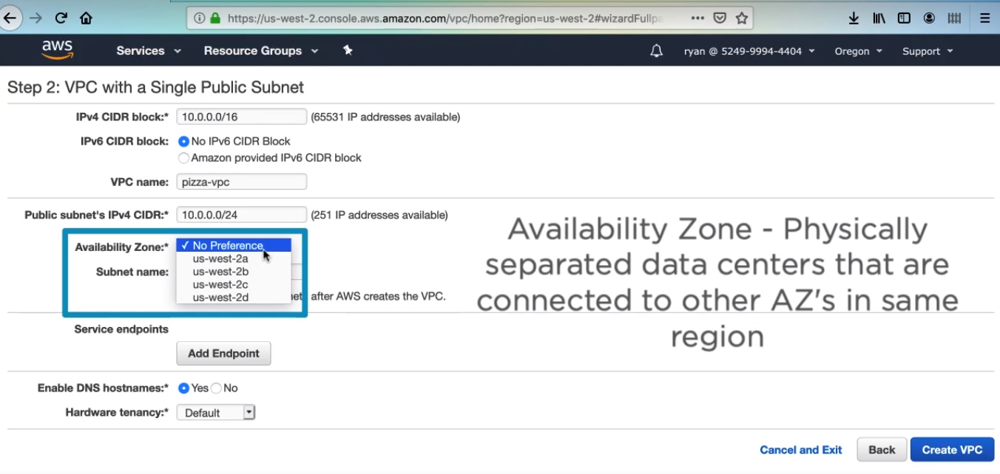 https://us-west-2.console.aws.amazon.com/vpc/home?region=us-west-2#wizardFullpa
aws Services Resource Groups ryan @ 5249-9994-4404 Oregon Support
Step 2: VPC with a Single Public Subnet
IPv4 CIDR block:* 10.0.0.0/16 (65531 IP addresses available)
IPv6 CIDR block: No IPv6 CIDR Block
Amazon provided IPv6 CIDR block
VPC name: pizza-vpc
Public subnet's IPv4 CIDR:* 10.0.0.0/24 (251 IP addresses available)
Availability Zone:* ✓ No Preference
us-west-2a
Subnet name: us-west-2b
us-west-2c
us-west-2d
after AWS creates the VPC.
Availability Zone - Physically
separated data centers that are
connected to other AZ's in same
region
Service endpoints
Add Endpoint
Enable DNS hostnames:* Yes No
Hardware tenancy:* Default
Cancel and Exit Back Create VPC